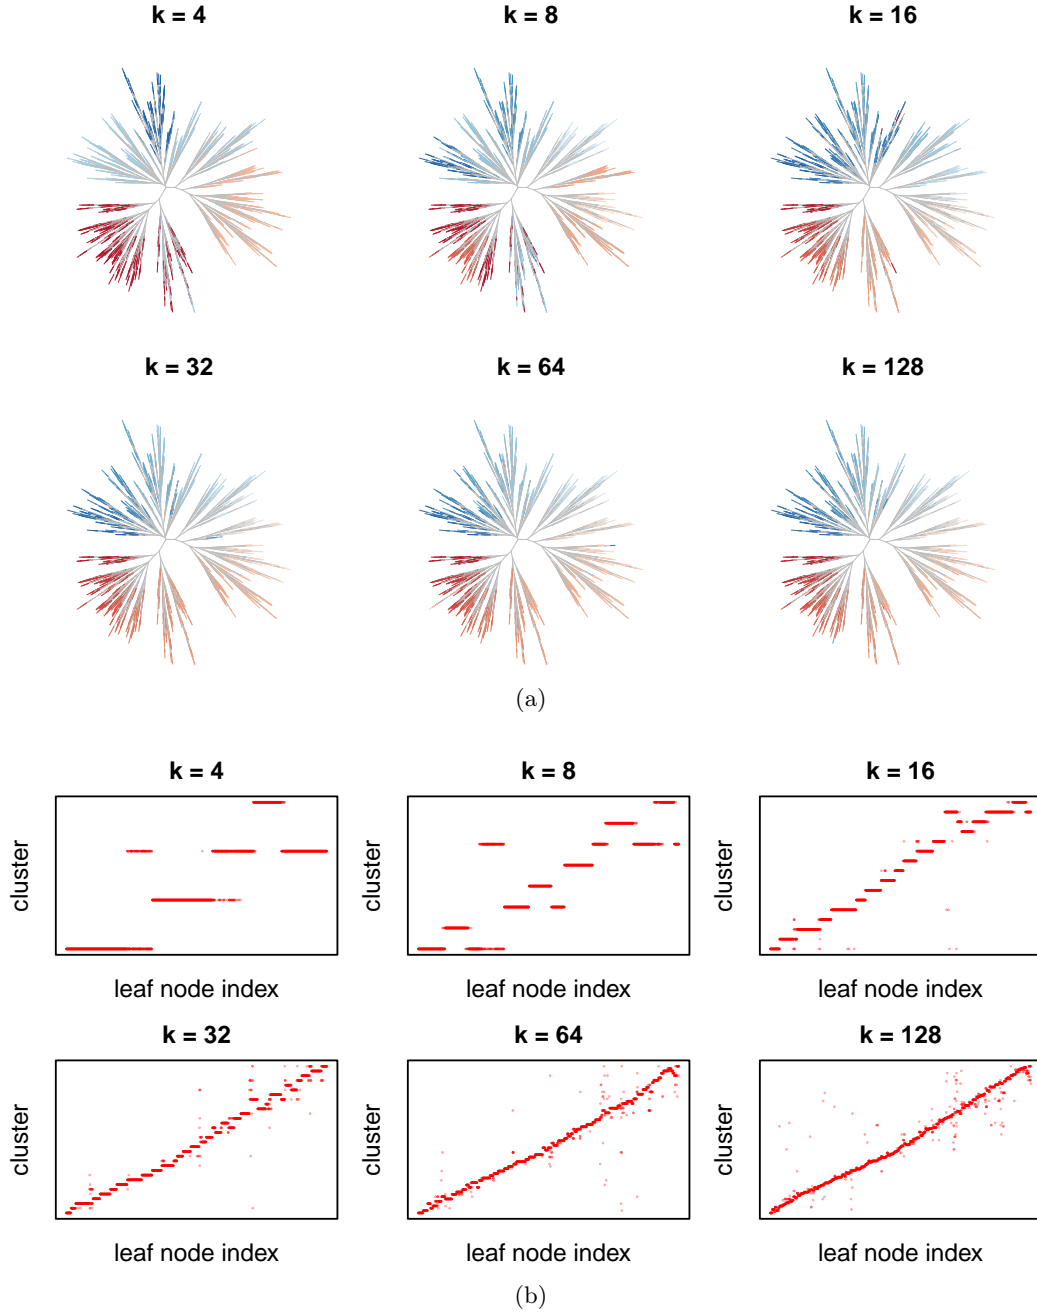 k = 4 k = 8 k = 16
k = 32 k = 64 k = 128
(a)
k = 4 k = 8 k = 16
cluster cluster cluster
leaf node index leaf node index leaf node index
k = 32 k = 64 k = 128
cluster cluster cluster
leaf node index leaf node index leaf node index
(b)